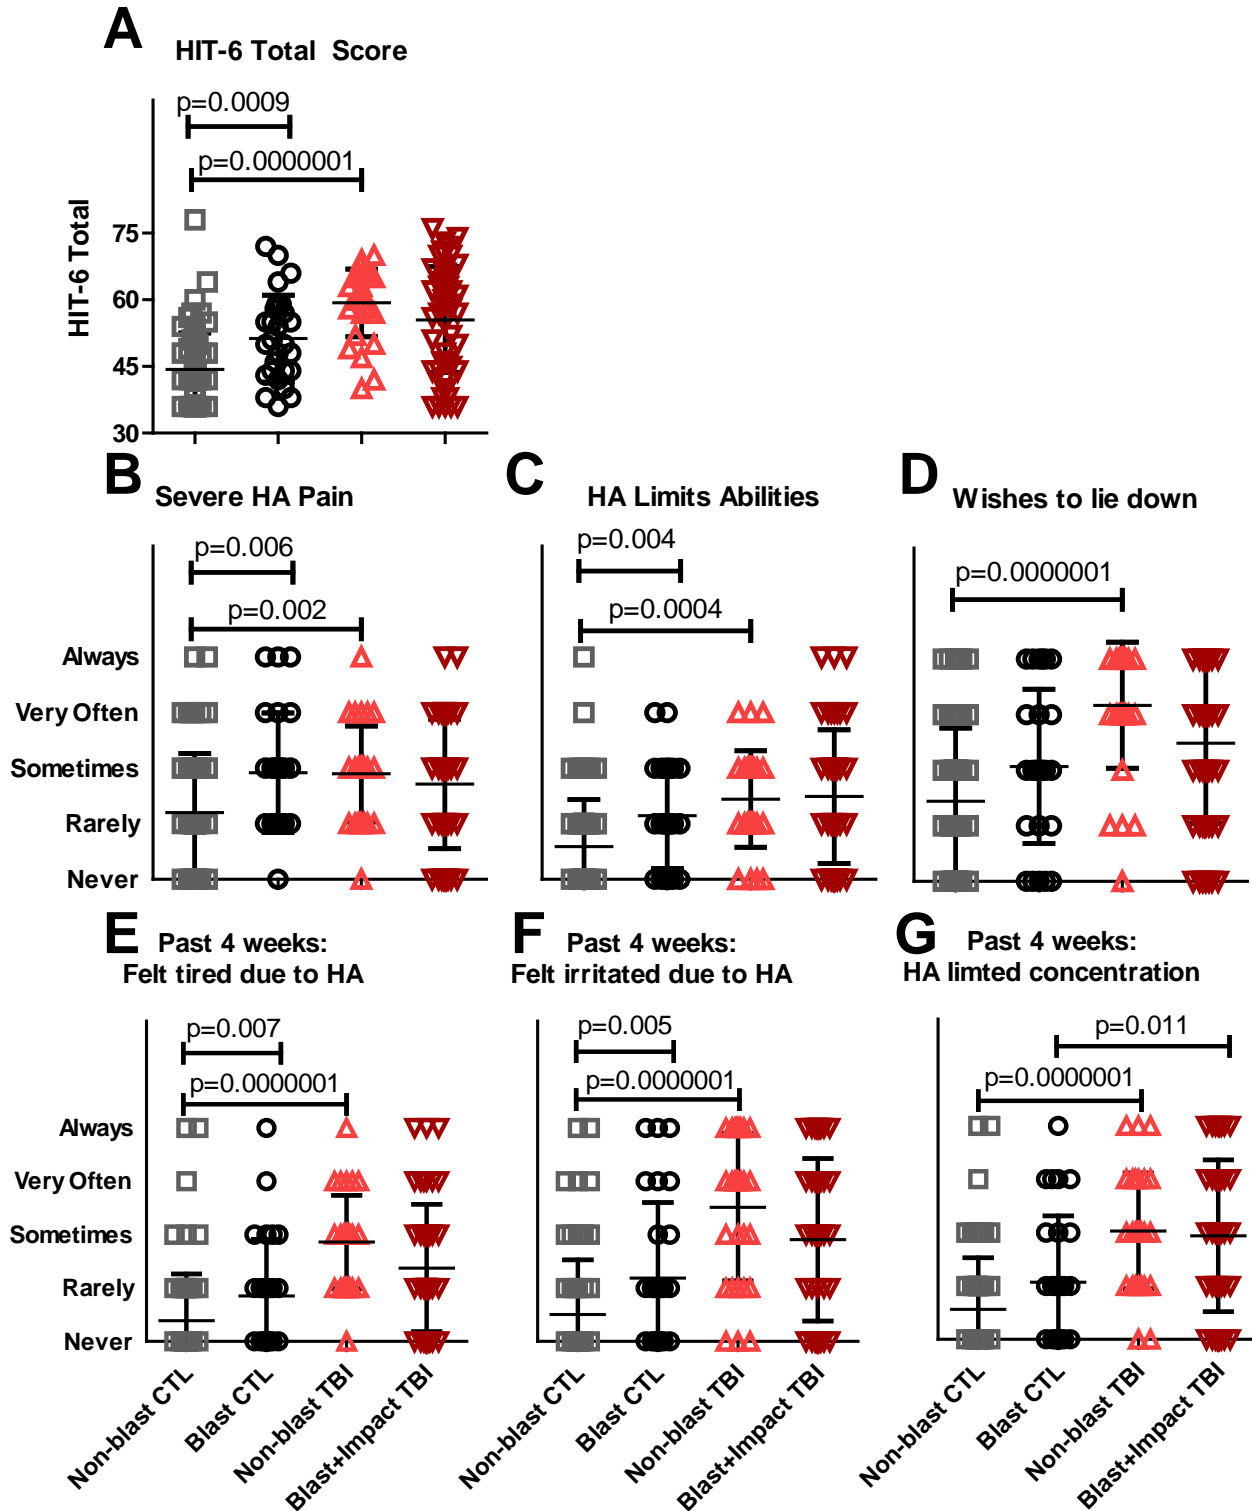 A
HIT-6 Total Score
p=0.0009
p=0.0000001
HIT-6 Total
75
60
45
30
B
Severe HA Pain
p=0.006
p=0.002
Always
Very Often
Sometimes
Rarely
Never
C
HA Limits Abilities
p=0.004
p=0.0004
D
Wishes to lie down
p=0.0000001
E
Past 4 weeks:
Felt tired due to HA
p=0.007
p=0.0000001
Always
Very Often
Sometimes
Rarely
Never
Non-blast CTL
Blast CTL
Non-blast TBI
Blast+Impact TBI
F
Past 4 weeks:
Felt irritated due to HA
p=0.005
p=0.0000001
Non-blast CTL
Blast CTL
Non-blast TBI
Blast+Impact TBI
G
Past 4 weeks:
HA limted concentration
p=0.011
p=0.0000001
Non-blast CTL
Blast CTL
Non-blast TBI
Blast+Impact TBI